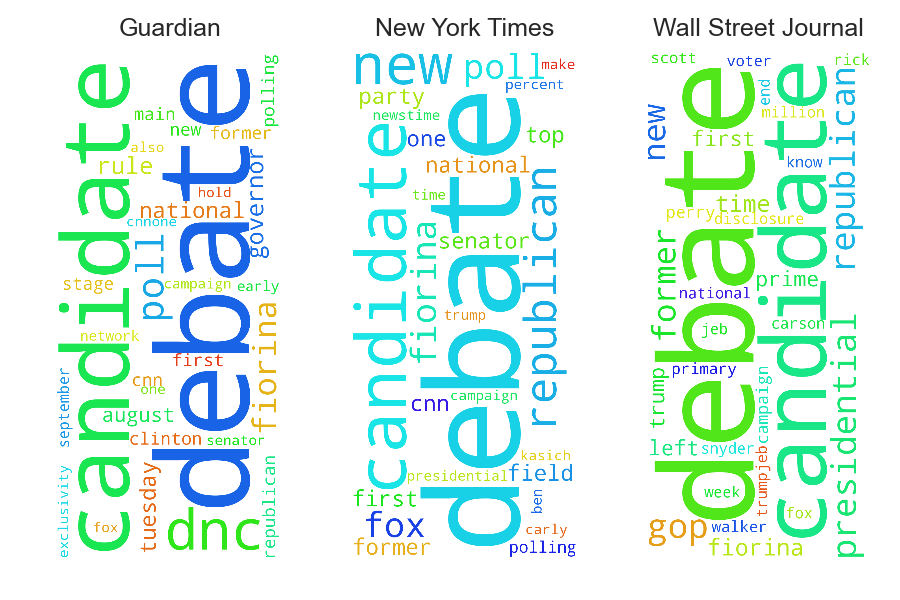 Guardian
candidate
debate
polling
main
new
former
also
rule
governor
hold
national
cnnone
poll
stage
campaign
early
network
fiorina
first
cnn
one
september
august
clinton
senator
exclusivity
tuesday
republican
dnc
fox
New York Times
new
poll
make
percent
party
newstime
one
top
debate
candidate
national
time
republican
fiorina
senator
trump
cnn
campaign
kasich
presidential
field
first
ben
fox
carly
former
polling
Wall Street Journal
scott
voter
rick
end
republican
million
new
first
debate
candidate
know
time
perry
disclosure
former
prime
national
jeb
carson
presidential
primary
trump
campaign
left
snyder
trumpjeb
week
fox
gop
walker
fiorina